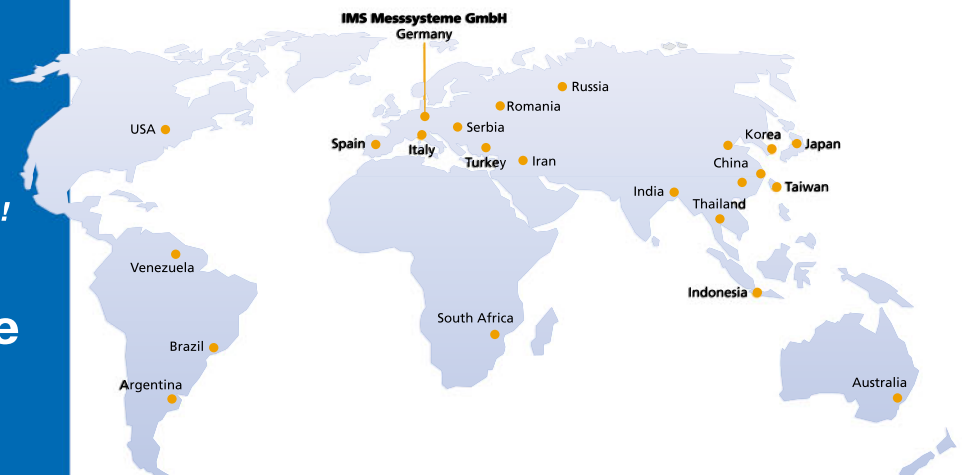 IMS Messsysteme GmbH
Germany
Russia
Romania
USA
Serbia
Korea
Spain
Italy
Japan
Turkey
Iran
China
India
Taiwan
Thailand
!
Venezuela
Indonesia
South Africa
e
Brazil
Argentina
Australia